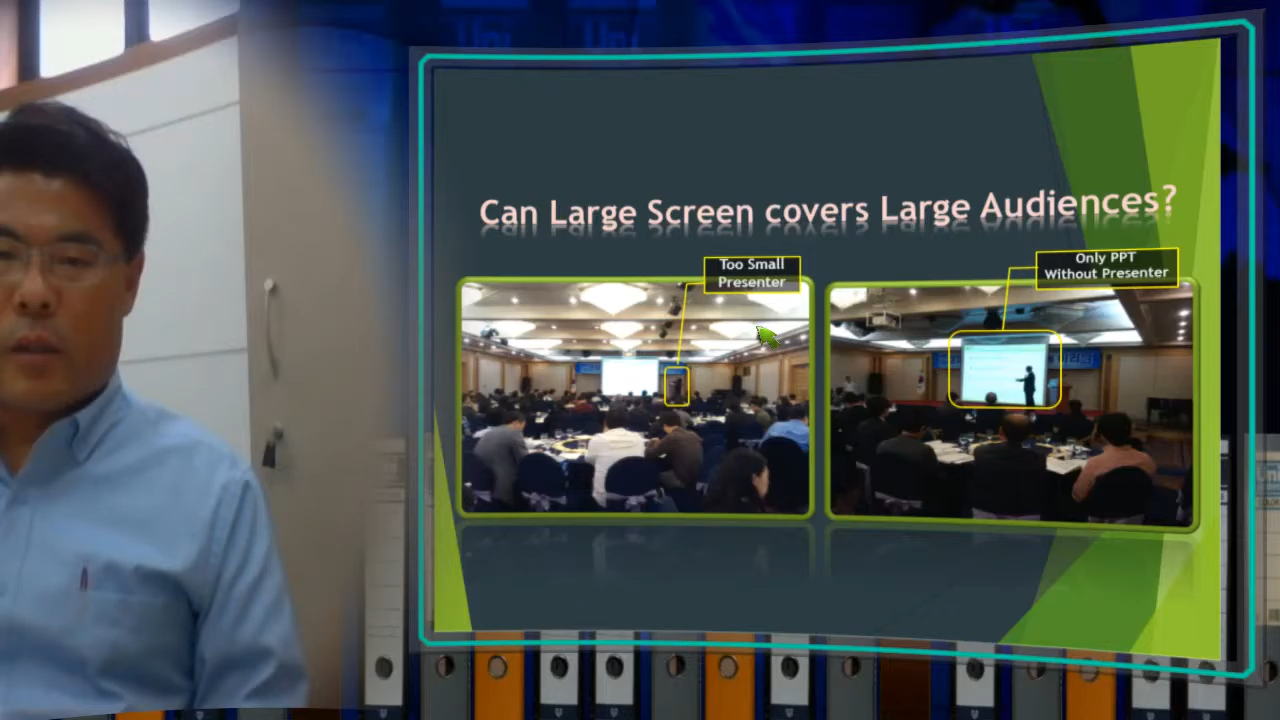 Can Large Screen covers Large Audiences?
Too Small
Presenter
Only PPT
Without Presenter